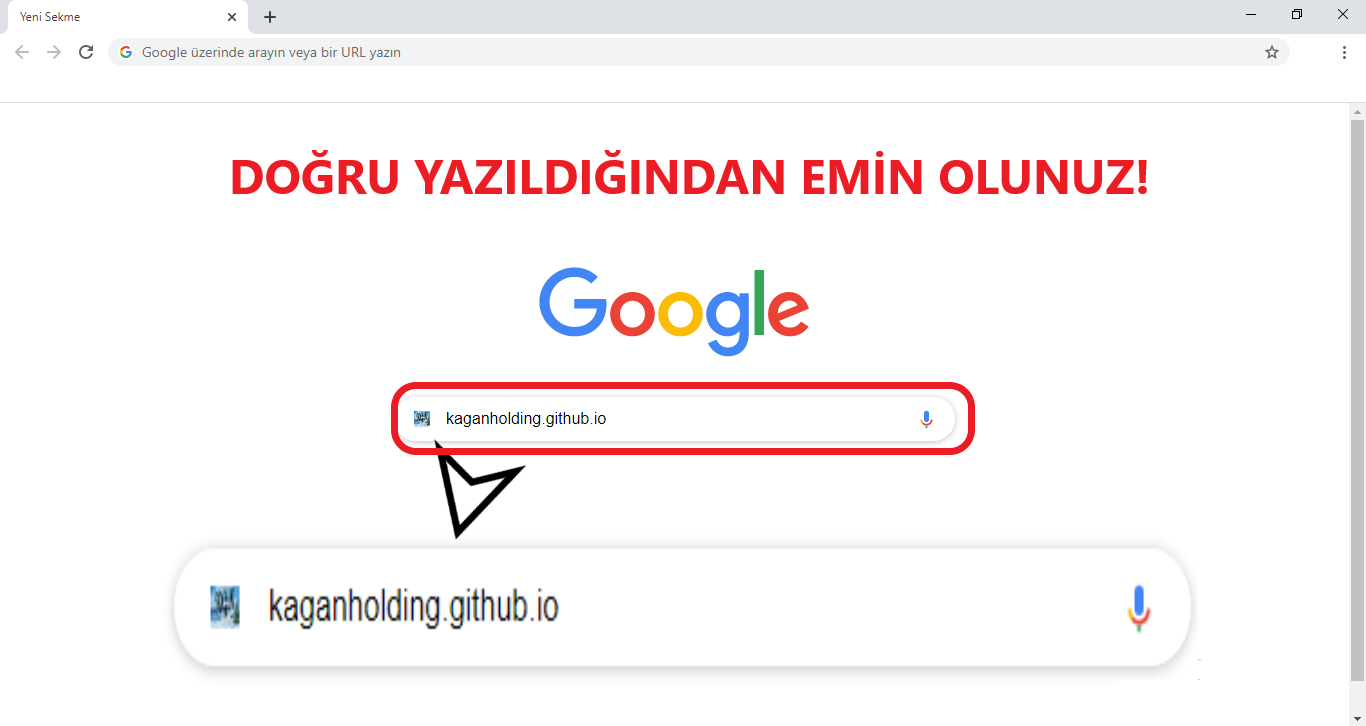 Yeni Sekme
Google üzerinde arayın veya bir URL yazın
DOĞRU YAZILDIĞINDAN EMİN OLUNUZ!
Google
kaganholding.github.io
kaganholding.github.io